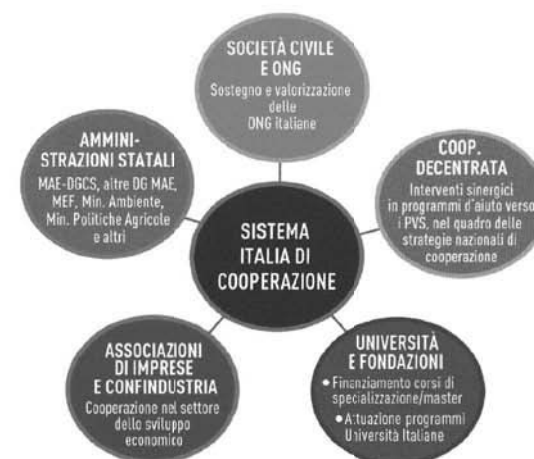 SOCIETÀ CIVILE
E ONG
Sostegno e valorizzazione
delle
ONG italiane
AMMINI-
STRAZIONI STATALI
MAE-DGCS, altre DG MAE,
MEF, Min. Ambiente,
Min. Politiche Agricole
e altri
COOP.
DECENTRATA
Interventi sinergici
in programmi d'aiuto verso
i PVS, nel quadro delle
strategie nazionali di
cooperazione
SISTEMA
ITALIA DI
COOPERAZIONE
ASSOCIAZIONI
DI IMPRESE
E CONFINDUSTRIA
Cooperazione nel settore
dello sviluppo
economico
UNIVERSITÀ
E FONDAZIONI
• Finanziamento corsi di
specializzazione/master
• Attuazione programmi
Università Italiane